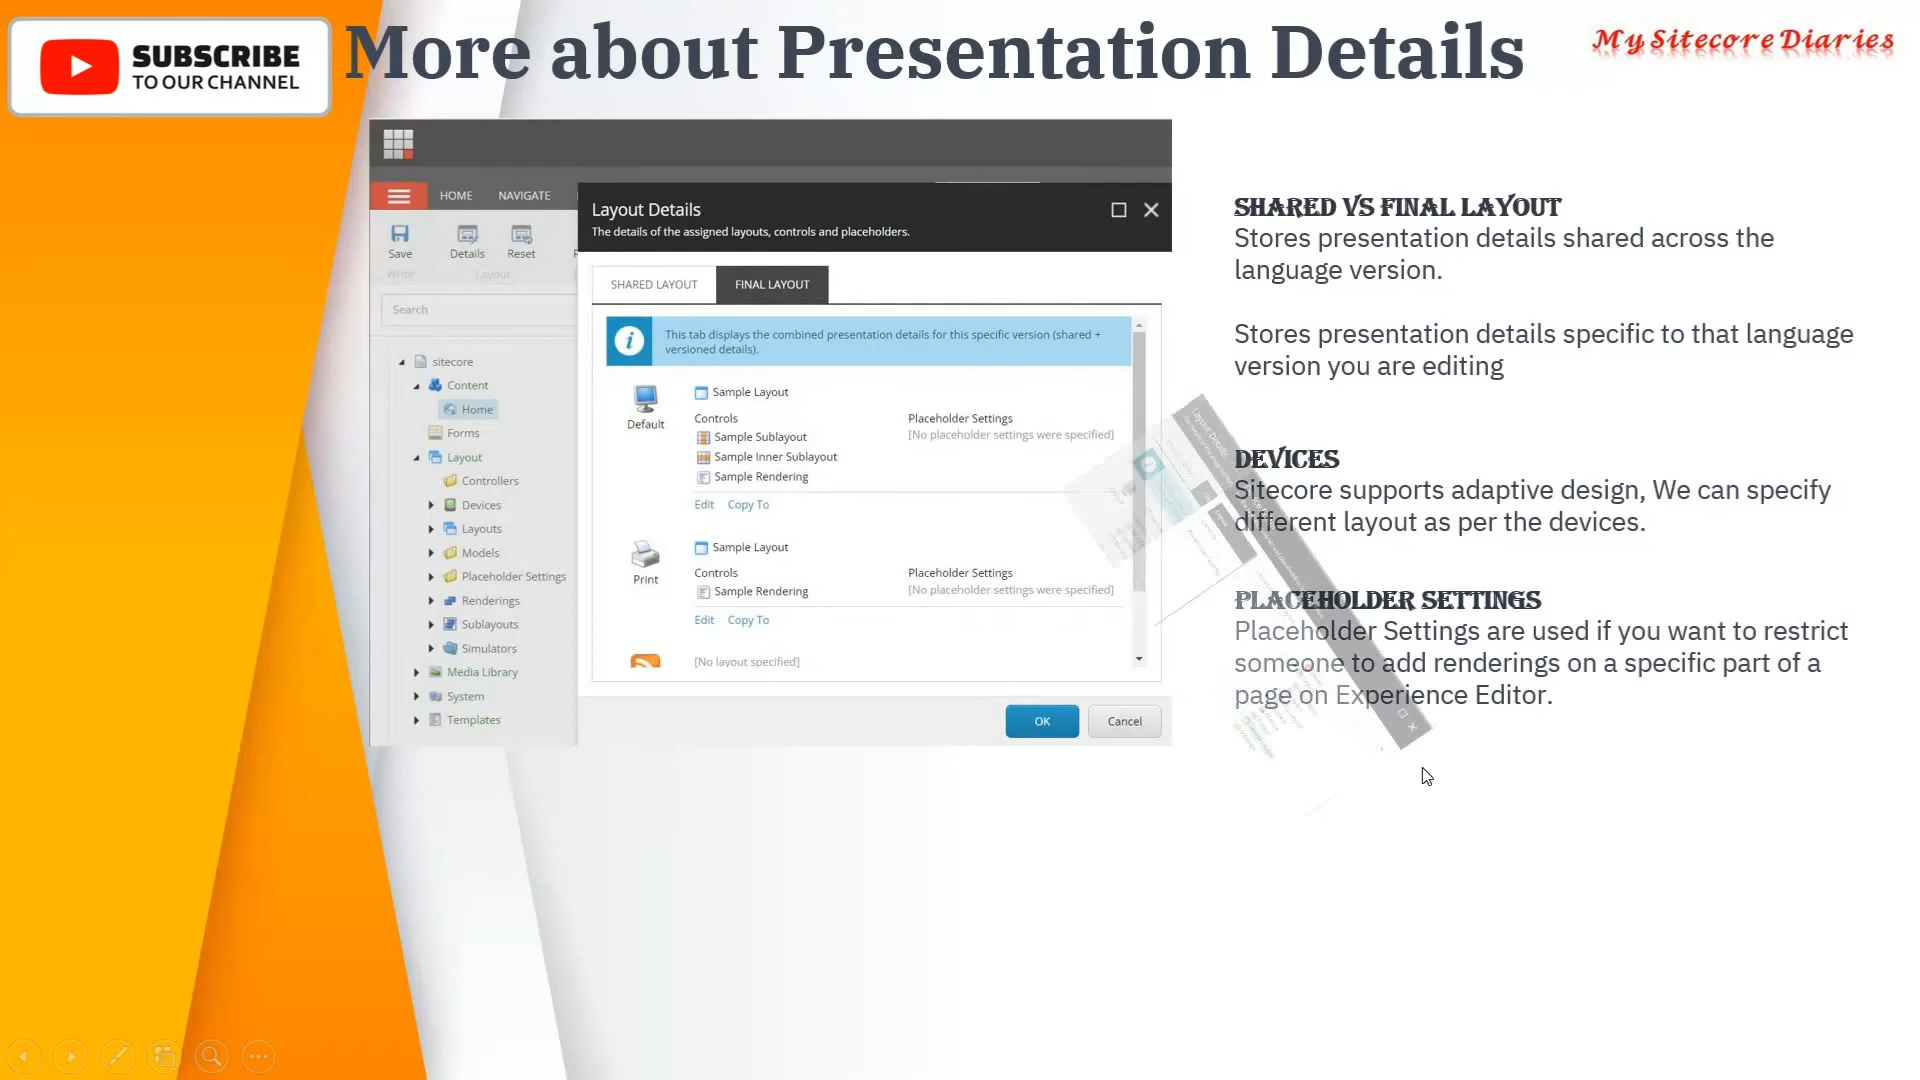 SUBSCRIBE
TO OUR CHANNEL
More about Presentation Details
My Sitecore Diaries
HOME
NAVIGATE
Save
Details
Reset
Write
Layout
Search
sitecore
Content
Home
Forms
Layout
Controllers
Devices
Layouts
Models
Placeholder Settings
Renderings
Sublayouts
Simulators
Media Library
System
Templates
Layout Details
The details of the assigned layouts, controls and placeholders.
SHARED LAYOUT
FINAL LAYOUT
This tab displays the combined presentation details for this specific version (shared +
versioned details).
Default
Sample Layout
Controls
Placeholder Settings
Sample Sublayout
[No placeholder settings were specified]
Sample Inner Sublayout
Sample Rendering
Edit
Copy To
Print
Sample Layout
Controls
Placeholder Settings
Sample Rendering
[No placeholder settings were specified]
Edit
Copy To
[No layout specified]
OK
Cancel
SHARED VS FINAL LAYOUT
Stores presentation details shared across the
language version.
Stores presentation details specific to that language
version you are editing
DEVICES
Sitecore supports adaptive design, We can specify
different layout as per the devices.
PLACEHOLDER SETTINGS
Placeholder Settings are used if you want to restrict
someone to add renderings on a specific part of a
page on Experience Editor.
Layout Details